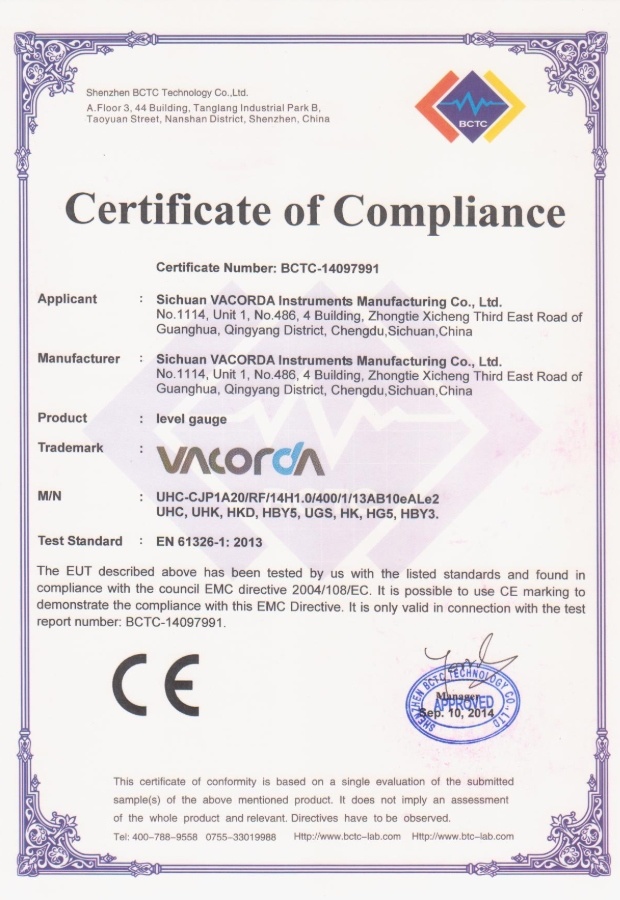 Shenzhen BCTC Technology Co.,Ltd.
A.Floor 3, 44 Building, Tanglang Industrial Park B,
Taoyuan Street, Nanshan District, Shenzhen, China
BCTC
Certificate of Compliance
Certificate Number: BCTC-14097991
Applicant : Sichuan VACORDA Instruments Manufacturing Co., Ltd.
No.1114, Unit 1, No.486, 4 Building, Zhongtie Xicheng Third East Road of
Guanghua, Qingyang District, Chengdu,Sichuan,China
Manufacturer : Sichuan VACORDA Instruments Manufacturing Co., Ltd.
No.1114, Unit 1, No.486, 4 Building, Zhongtie Xicheng Third East Road of
Guanghua, Qingyang District, Chengdu,Sichuan,China
Product : level gauge
Trademark : vacorda
M/N : UHC-CJP1A20/RF/14H1.0/400/1/13AB10eALe2
UHC, UHK, HKD, HBY5, UGS, HK, HG5, HBY3.
Test Standard : EN 61326-1: 2013
The EUT described above has been tested by us with the listed standards and found in
compliance with the council EMC directive 2004/108/EC. It is possible to use CE marking to
demonstrate the compliance with this EMC Directive. It is only valid in connection with the test
report number: BCTC-14097991.
CE
SHENZHEN BCTC TECHNOLOGY CO., LTD
Manager
APPROVED
Sep. 10, 2014
This certificate of conformity is based on a single evaluation of the submitted
sample(s) of the above mentioned product. It does not imply an assessment
of the whole product and relevant. Directives have to be observed.
Tel: 400-788-9558 0755-33019988 Http://www.bctc-lab.com Http://www.btc-lab.com